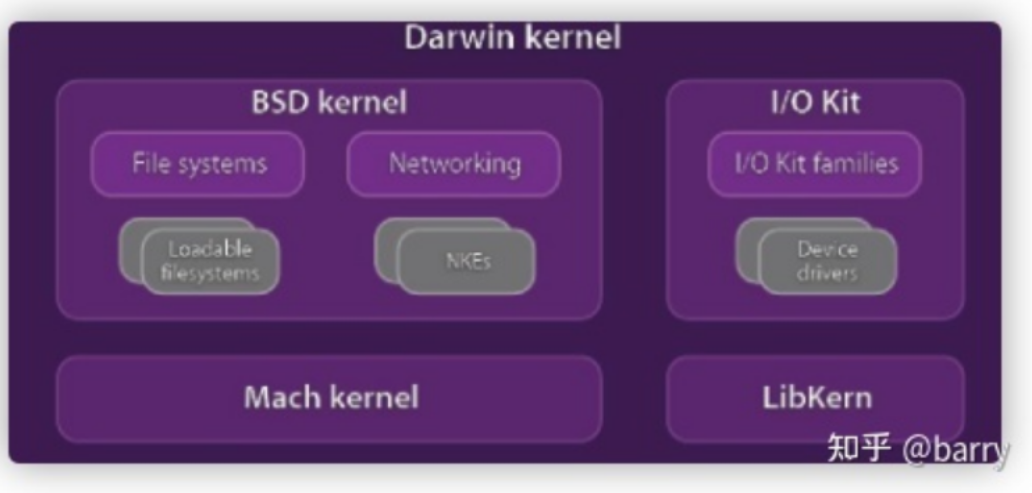 Darwin kernel
BSD kernel
I/O Kit
File systems
Networking
I/O Kit families
Loadable
filesystems
NKEs
Device
drivers
Mach kernel
LibKern
知乎 @barry